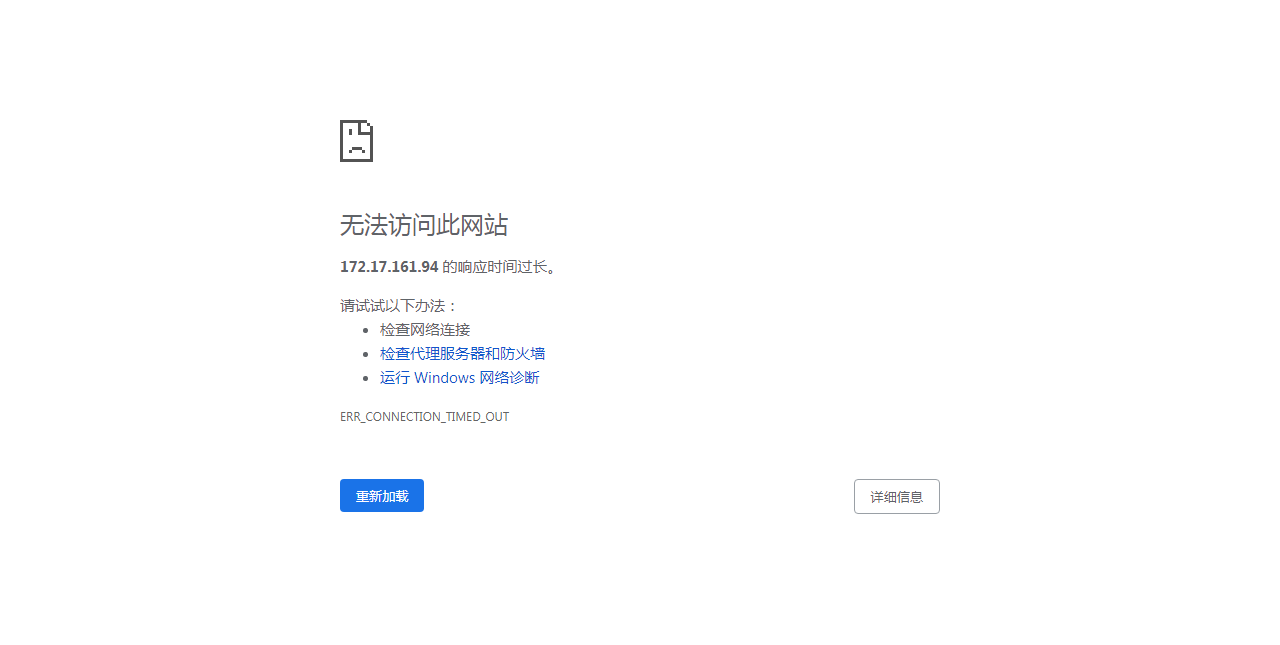 无法访问此网站
172.17.161.94 的响应时间过长。
请试试以下办法：
检查网络连接
检查代理服务器和防火墙
运行 Windows 网络诊断
ERR_CONNECTION_TIMED_OUT
重新加载
详细信息